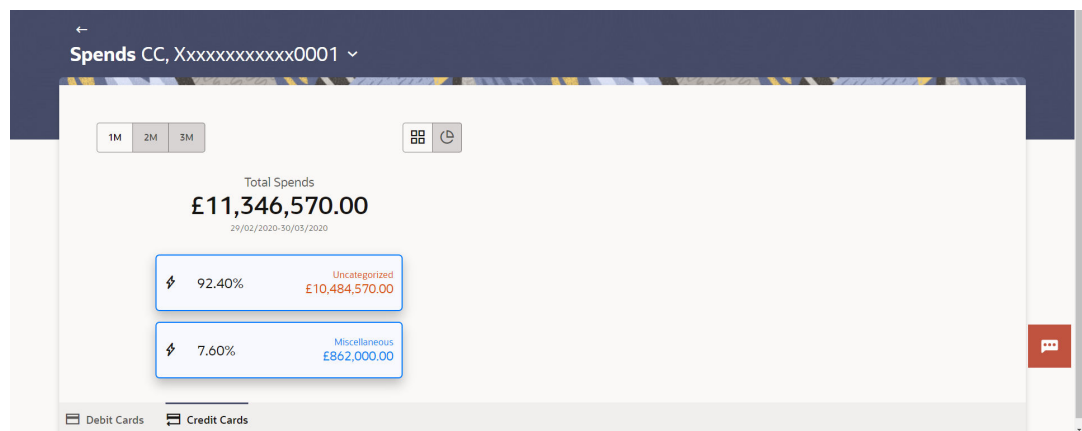 Spends CC, Xxxxxxxxxxxx0001
1M 2M 3M
Total Spends
£11,346,570.00
29/02/2020-30/03/2020
Uncategorized
92.40% £10,484,570.00
Miscellaneous
7.60% £862,000.00
Debit Cards Credit Cards